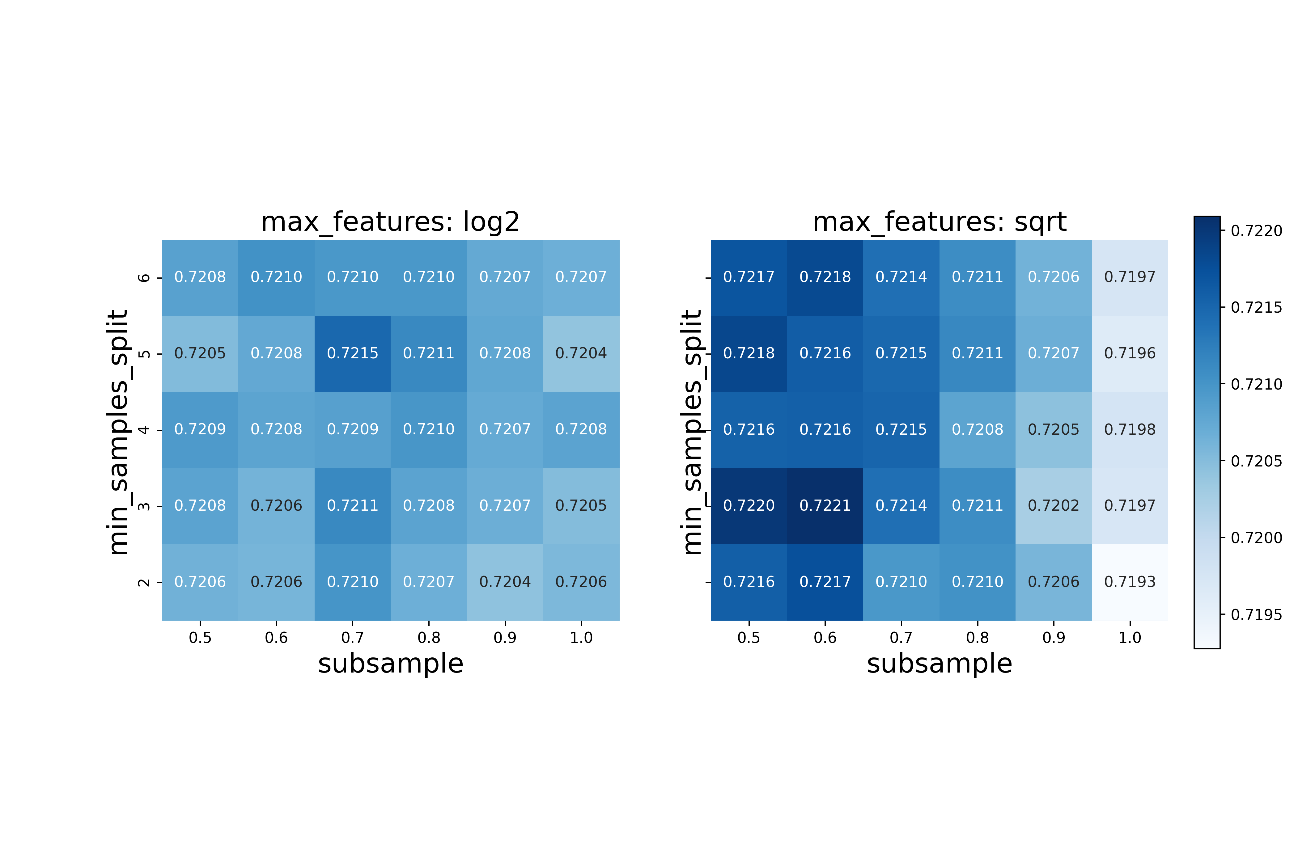 max_features: log2
min_samples_split
6 0.7208 0.7210 0.7210 0.7210 0.7207 0.7207
5 0.7205 0.7208 0.7215 0.7211 0.7208 0.7204
4 0.7209 0.7208 0.7209 0.7210 0.7207 0.7208
3 0.7208 0.7206 0.7211 0.7208 0.7207 0.7205
2 0.7206 0.7206 0.7210 0.7207 0.7204 0.7206
0.5 0.6 0.7 0.8 0.9 1.0
subsample
max_features: sqrt
min_samples_split
0.7217 0.7218 0.7214 0.7211 0.7206 0.7197
0.7218 0.7216 0.7215 0.7211 0.7207 0.7196
0.7216 0.7216 0.7215 0.7208 0.7205 0.7198
0.7220 0.7221 0.7214 0.7211 0.7202 0.7197
0.7216 0.7217 0.7210 0.7210 0.7206 0.7193
0.5 0.6 0.7 0.8 0.9 1.0
subsample
0.7220
0.7215
0.7210
0.7205
0.7200
0.7195